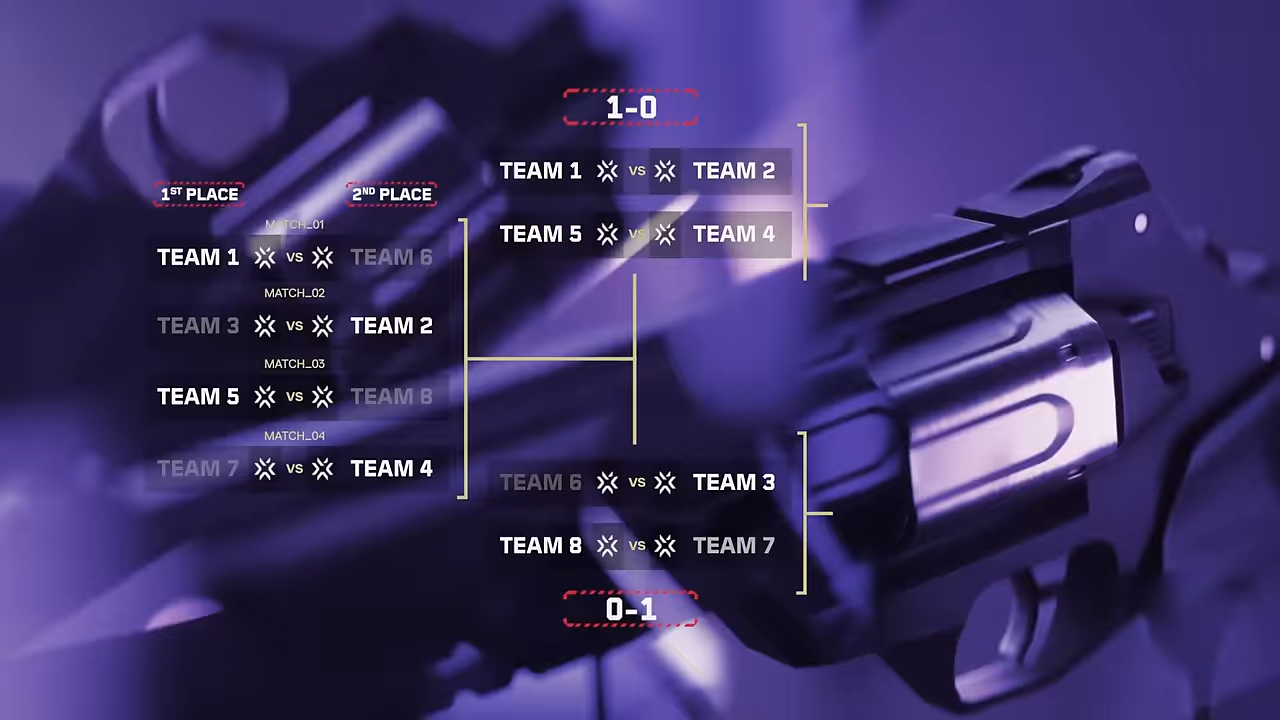 1ST PLACE
2ND PLACE
MATCH_01
TEAM 1 VS TEAM 6
MATCH_02
TEAM 3 VS TEAM 2
MATCH_03
TEAM 5 VS TEAM 8
MATCH_04
TEAM 7 VS TEAM 4
1-0
TEAM 1 VS TEAM 2
TEAM 5 VS TEAM 4
TEAM 6 VS TEAM 3
TEAM 8 VS TEAM 7
0-1